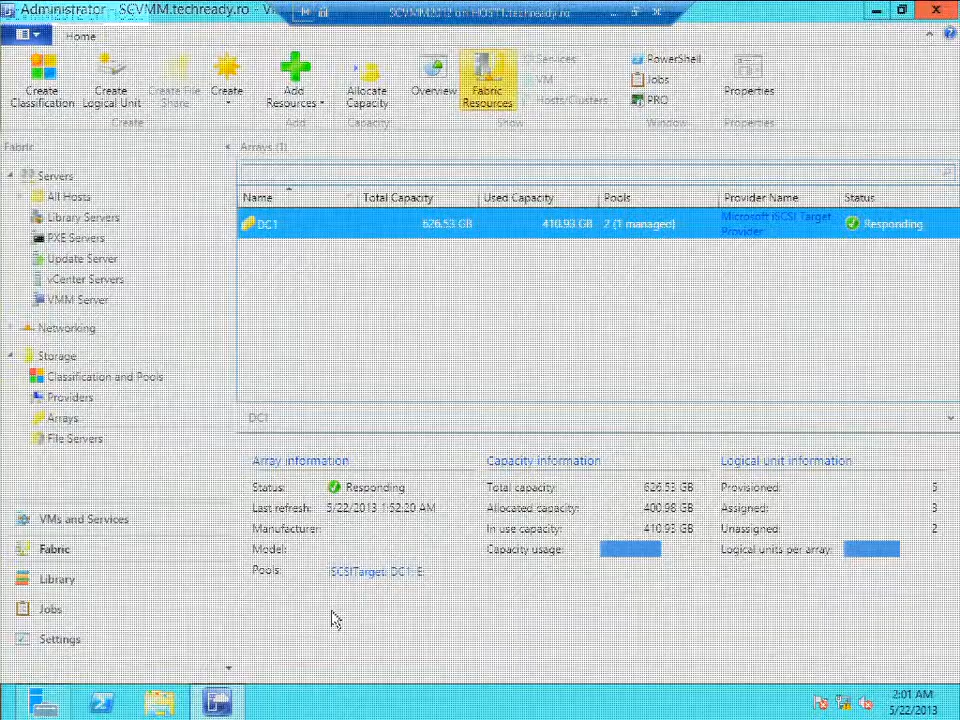 Administrator - SCVMM.techready.ro - V
SCVMM2012 on HOST1.techready.ro
Home
Create Classification
Create Logical Unit
Create File Share
Create
Add Resources
Allocate Capacity
Overview
Fabric Resources
Services
VM
Hosts/Clusters
PowerShell
Jobs
PRO
Properties
Create
Add
Capacity
Show
Window
Properties
Fabric
Arrays (1)
Servers
All Hosts
Library Servers
PXE Servers
Update Server
vCenter Servers
VMM Server
Networking
Storage
Classification and Pools
Providers
Arrays
File Servers
VMs and Services
Fabric
Library
Jobs
Settings
Name Total Capacity Used Capacity Pools Provider Name Status
DC1 626.53 GB 410.93 GB 2 (1 managed) Microsoft iSCSI Target Provider Responding
DC1
Array information
Status: Responding
Last refresh: 5/22/2013 1:52:20 AM
Manufacturer:
Model:
Pools: iSCSITarget: DC1: E:
Capacity information
Total capacity: 626.53 GB
Allocated capacity: 400.98 GB
In use capacity: 410.93 GB
Capacity usage:
Logical unit information
Provisioned: 5
Assigned: 3
Unassigned: 2
Logical units per array:
2:01 AM
5/22/2013